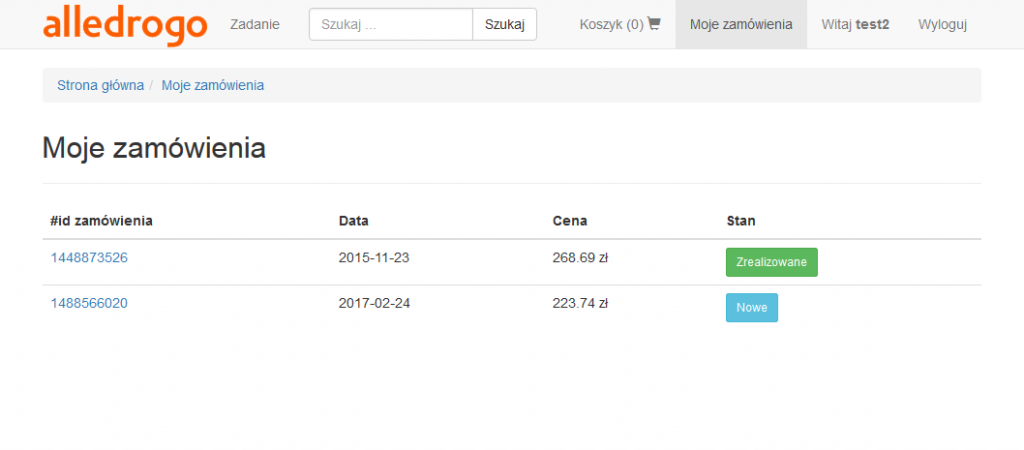 alledrogo Zadanie Szukaj ... Szukaj Koszyk (0) Moje zamówienia Witaj test2 Wyloguj
Strona główna / Moje zamówienia
Moje zamówienia
#id zamówienia Data Cena Stan
1448873526 2015-11-23 268.69 zł Zrealizowane
1488566020 2017-02-24 223.74 zł Nowe